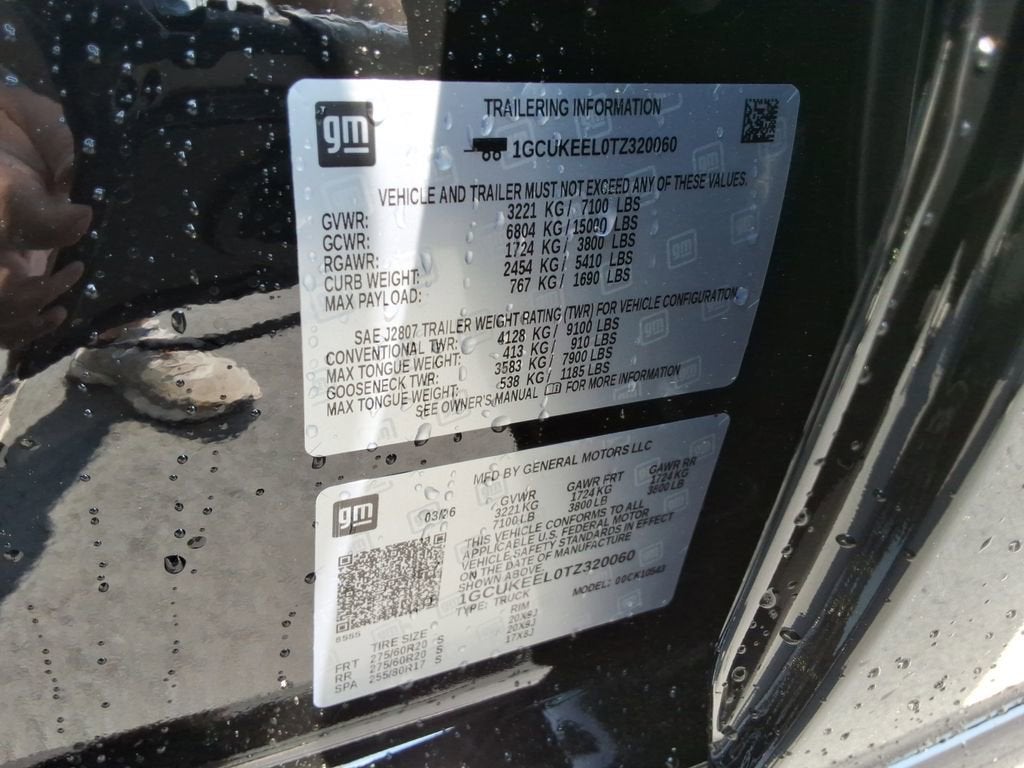 gm
TRAILERING INFORMATION
1GCUKEEL0TZ320060
VEHICLE AND TRAILER MUST NOT EXCEED ANY OF THESE VALUES.
GVWR: 3221 KG / 7100 LBS
GCWR: 6804 KG / 15000 LBS
RGAWR: 1724 KG / 3800 LBS
CURB WEIGHT: 2454 KG / 5410 LBS
MAX PAYLOAD: 767 KG / 1690 LBS
SAE J2807 TRAILER WEIGHT RATING (TWR) FOR VEHICLE CONFIGURATION
CONVENTIONAL TWR: 4128 KG / 9100 LBS
MAX TONGUE WEIGHT: 413 KG / 910 LBS
GOOSENECK TWR: 3583 KG / 7900 LBS
MAX TONGUE WEIGHT: 538 KG / 1185 LBS
SEE OWNER'S MANUAL gm FOR MORE INFORMATION
gm
MFD BY GENERAL MOTORS LLC
03/26
GVWR GAWR FRT GAWR RR
3221KG 1724KG 1724KG
7100LB 3800LB 3800LB
THIS VEHICLE CONFORMS TO ALL
APPLICABLE U.S. FEDERAL MOTOR
VEHICLE SAFETY STANDARDS IN EFFECT
ON THE DATE OF MANUFACTURE
SHOWN ABOVE.
1GCUKEEL0TZ320060
TYPE: TRUCK MODEL: 00CK10543
6555
TIRE SIZE RIM
FRT 275/60R20 S 20X9J
RR 275/60R20 S 20X9J
SPA 255/80R17 S 17X8J